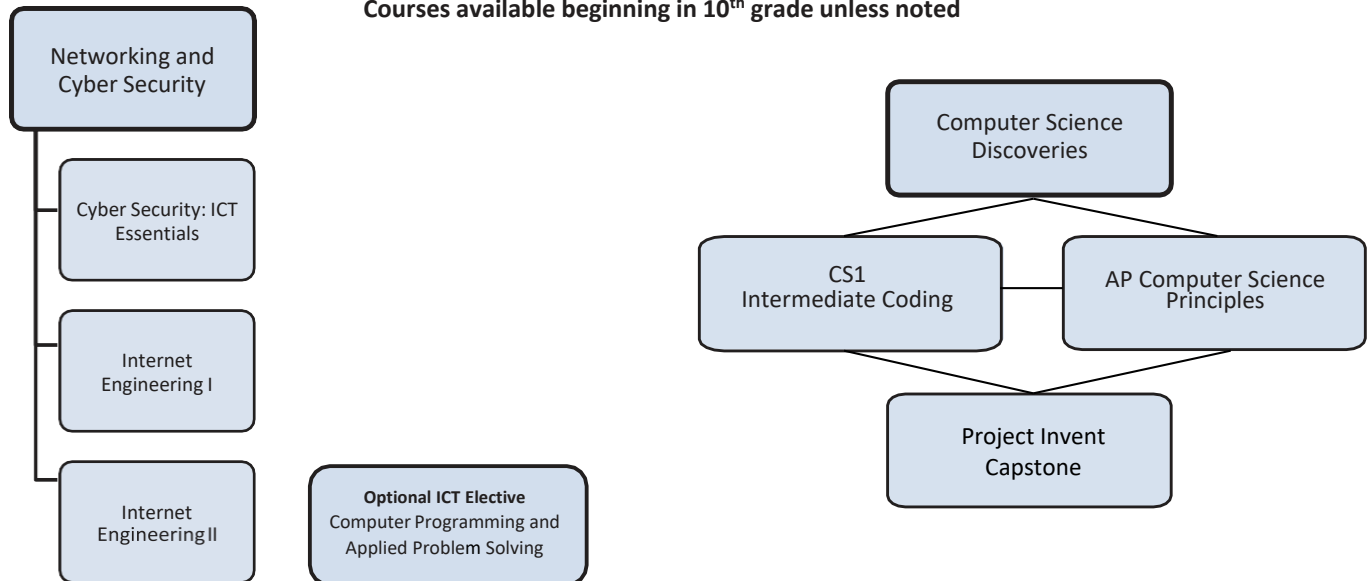 Courses available beginning in 10th grade unless noted
Networking and
Cyber Security
Cyber Security: ICT
Essentials
Internet
Engineering I
Internet
Engineering II
Optional ICT Elective
Computer Programming and
Applied Problem Solving
Computer Science
Discoveries
CS1
Intermediate Coding
AP Computer Science
Principles
Project Invent
Capstone